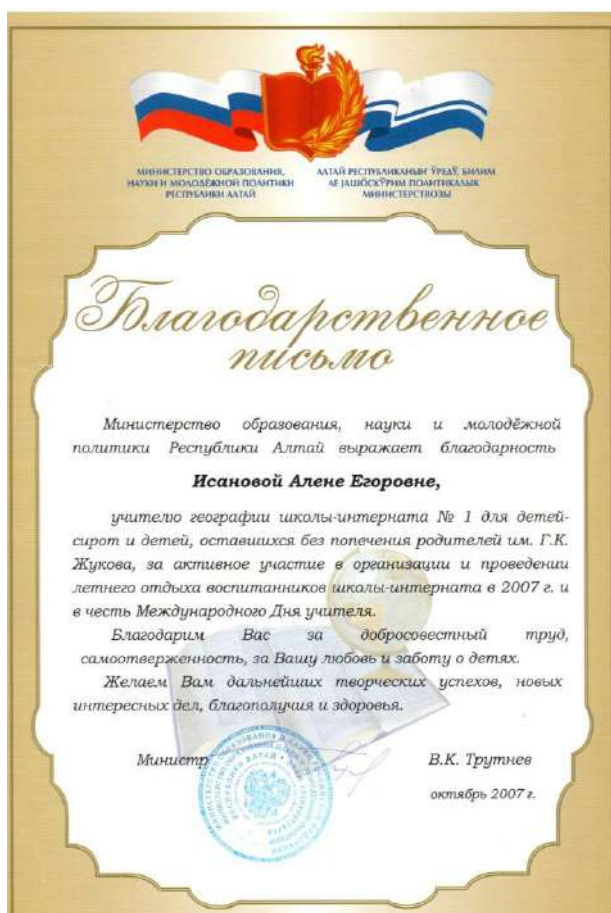 МИНИСТЕРСТВО ОБРАЗОВАНИЯ,
НАУКИ И МОЛОДЁЖНОЙ ПОЛИТИКИ
РЕСПУБЛИКИ АЛТАЙ
АЛТАЙ РЕСПУБЛИКАНЫҤ ӰРЕДӰ, БИЛИМ
ЛЕ JАШӦСКӰРИМ ПОЛИТИКАЛЫК
МИНИСТЕРСТВОЗЫ
Благодарственное
письмо
Министерство образования, науки и молодёжной
политики Республики Алтай выражает благодарность
Исановой Алене Егоровне,
учителю географии школы-интерната № 1 для детей-
сирот и детей, оставшихся без попечения родителей им. Г.К.
Жукова, за активное участие в организации и проведении
летнего отдыха воспитанников школы-интерната в 2007 г. и
в честь Международного Дня учителя.
Благодарим Вас за добросовестный труд,
самоотверженность, за Вашу любовь и заботу о детях.
Желаем Вам дальнейших творческих успехов, новых
интересных дел, благополучия и здоровья.
Министр
В.К. Трутнев
октябрь 2007 г.